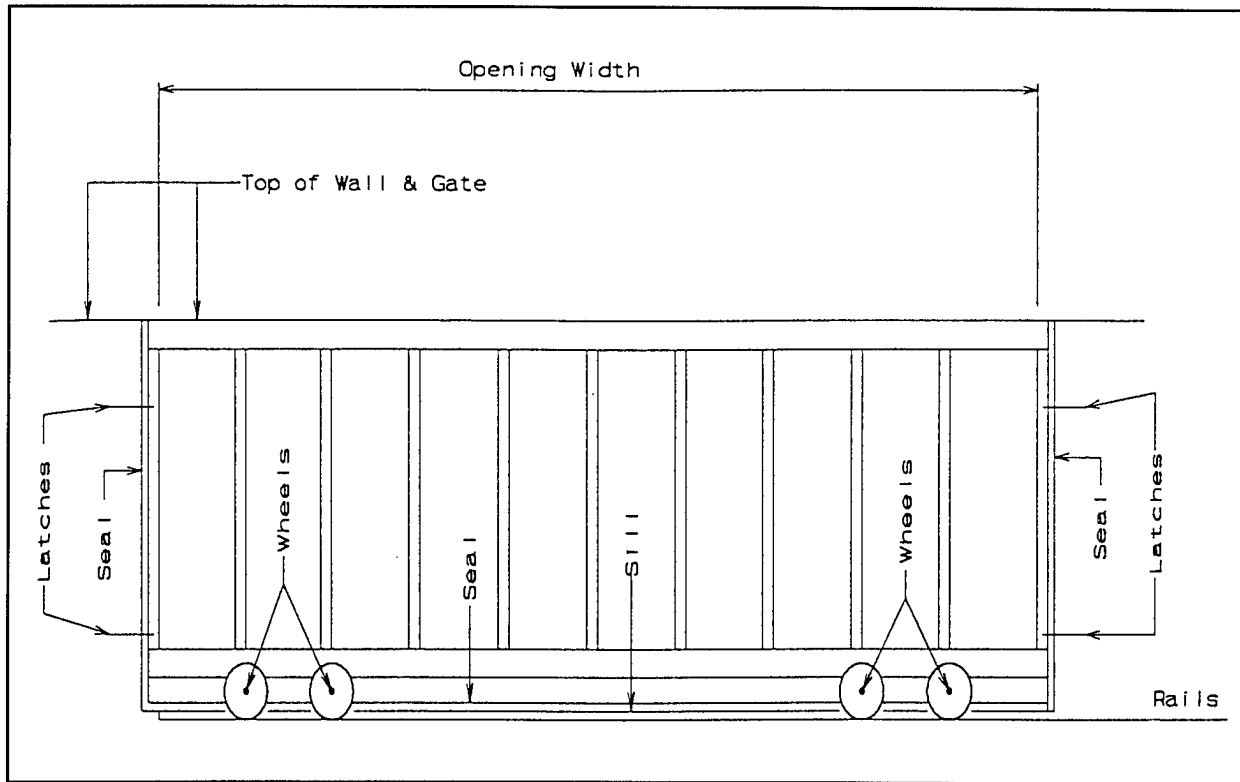 Opening Width
Top of Wall & Gate
Latches
Seal
Wheels
Seal
Sill
Wheels
Seal
Latches
Rails